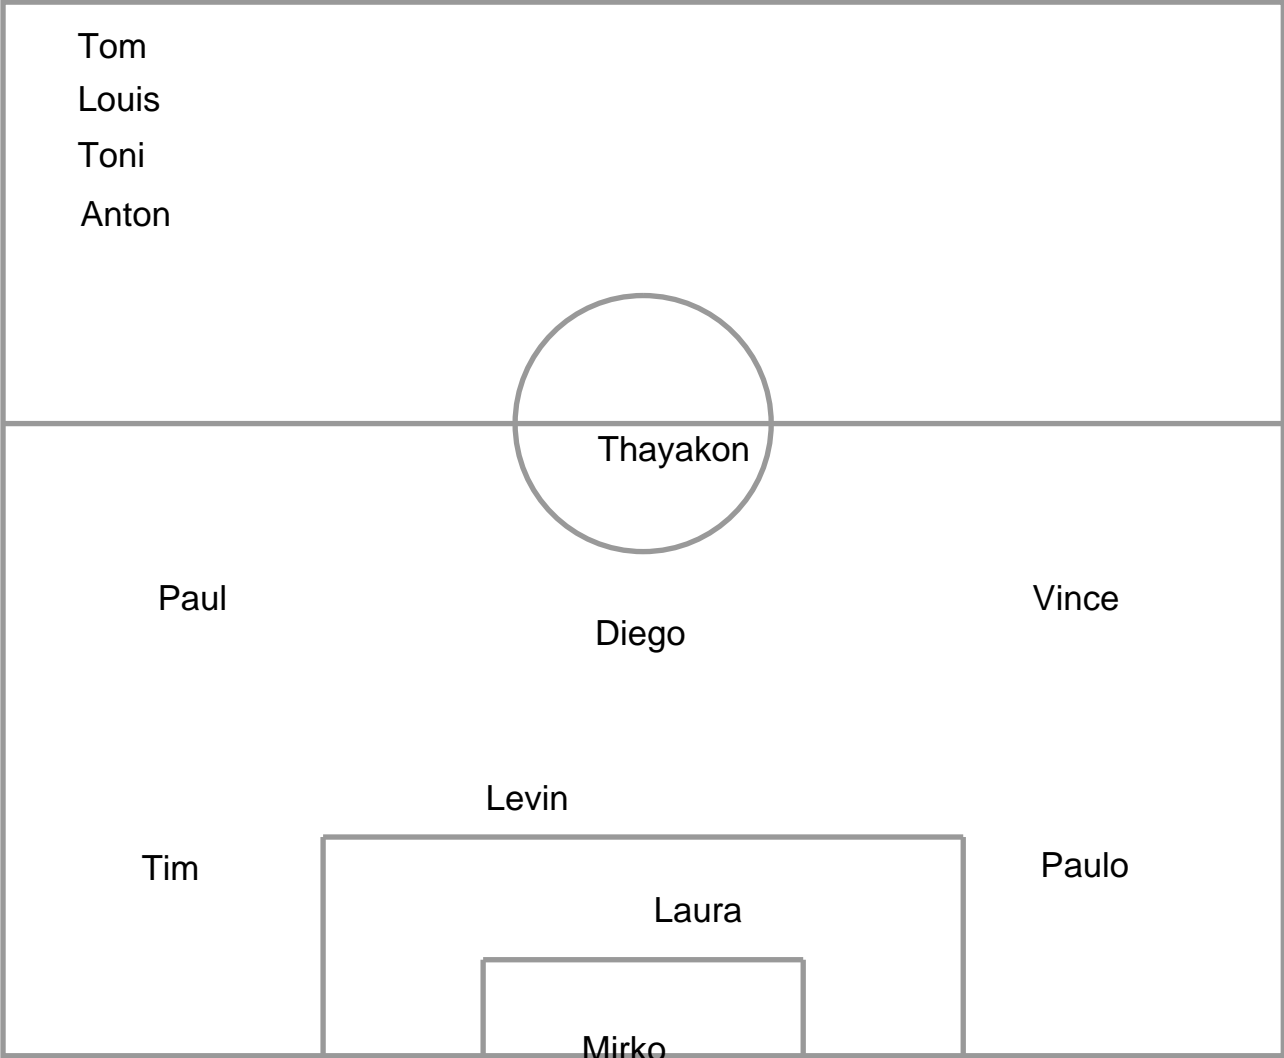 Tom
Louis
Toni
Anton
Thayakon
Paul
Vince
Diego
Levin
Tim
Paulo
Laura
Mirko